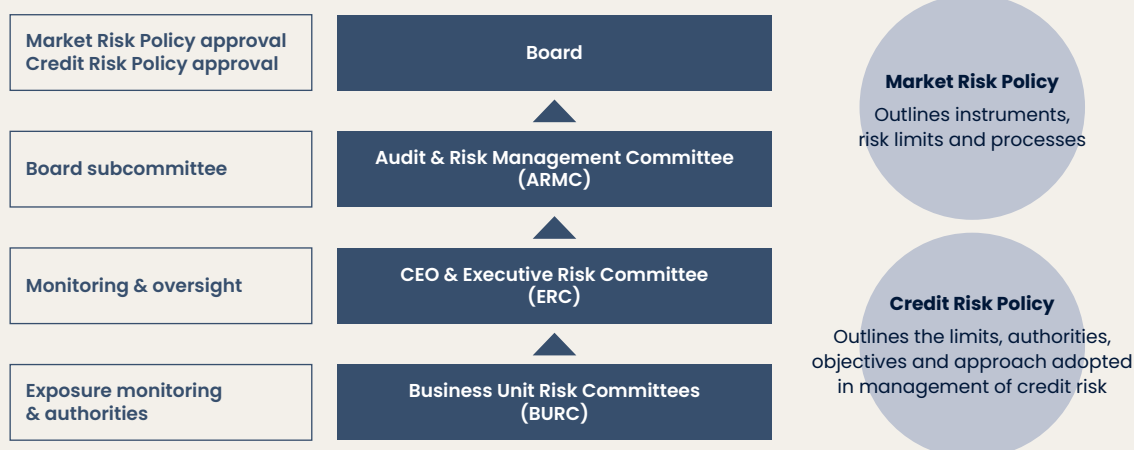 Market Risk Policy approval
Credit Risk Policy approval
Board
Board subcommittee
Audit & Risk Management Committee
(ARMC)
Monitoring & oversight
CEO & Executive Risk Committee
(ERC)
Exposure monitoring
& authorities
Business Unit Risk Committees
(BURC)
Market Risk Policy
Outlines instruments,
risk limits and processes
Credit Risk Policy
Outlines the limits, authorities,
objectives and approach adopted
in management of credit risk